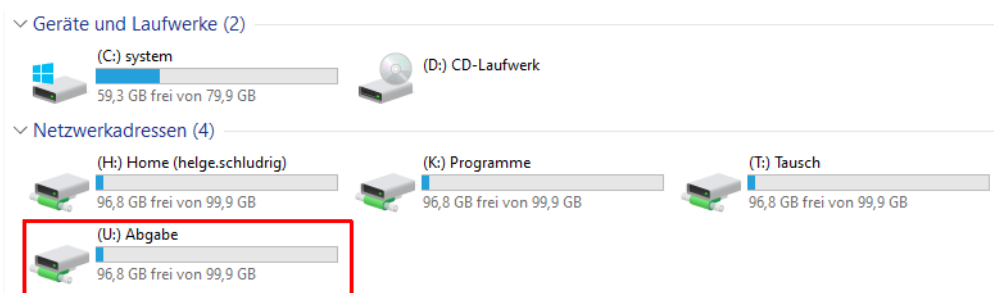 Geräte und Laufwerke (2)
(C:) system
59,3 GB frei von 79,9 GB
(D:) CD-Laufwerk
Netzwerkadressen (4)
(H:) Home (helge.schludrig)
96,8 GB frei von 99,9 GB
(K:) Programme
96,8 GB frei von 99,9 GB
(T:) Tausch
96,8 GB frei von 99,9 GB
(U:) Abgabe
96,8 GB frei von 99,9 GB